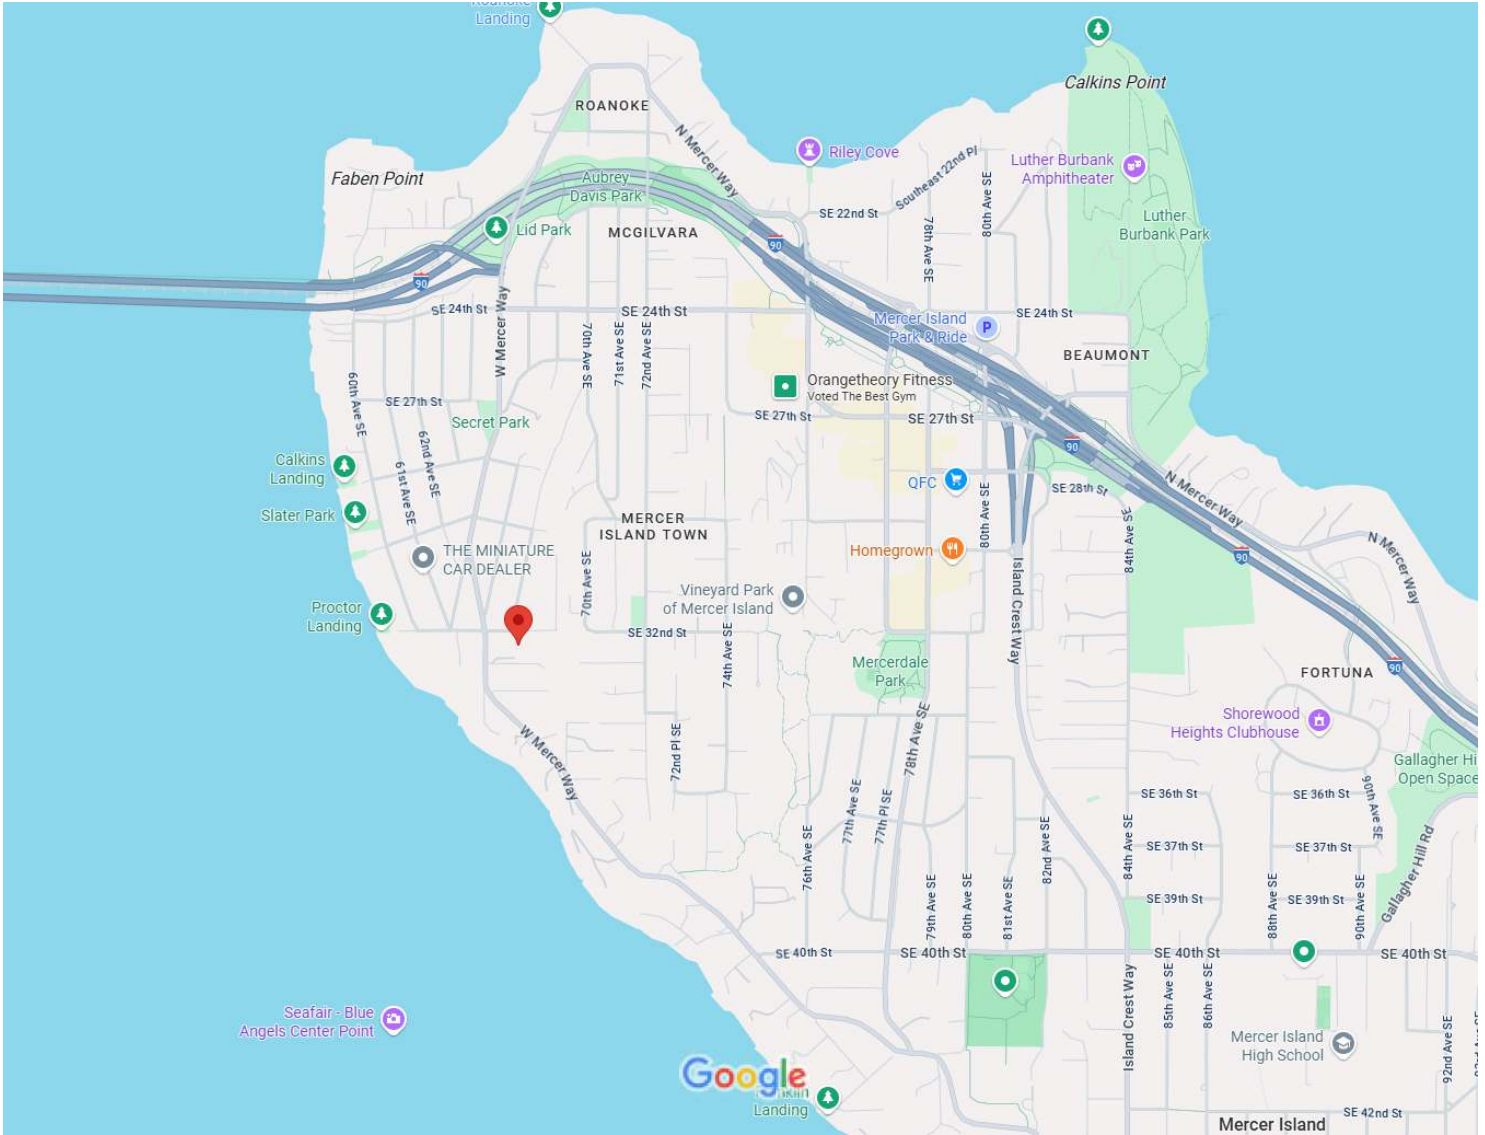 Roanoke
Landing
Calkins Point
ROANOKE
N Mercer Way
Riley Cove
Southeast 22nd Pl
Luther Burbank
Amphitheater
Faben Point
Aubrey
Davis Park
80th Ave SE
SE 22nd St
Luther
Burbank Park
Lid Park
MCGILVARA
78th Ave SE
90
90
SE 24th St
SE 24th St
W Mercer Way
Mercer Island
Park & Ride
P
SE 24th St
BEAUMONT
70th Ave SE
71st Ave SE
72nd Ave SE
60th Ave SE
Orangetheory Fitness
Voted The Best Gym
SE 27th St
SE 27th St
SE 27th St
Secret Park
90
62nd Ave SE
61st Ave SE
Calkins
Landing
QFC
SE 28th St
N Mercer Way
Slater Park
MERCER
ISLAND TOWN
80th Ave SE
84th Ave SE
THE MINIATURE
CAR DEALER
Homegrown
90
N Mercer Way
70th Ave SE
Vineyard Park
of Mercer Island
Island Crest Way
Proctor
Landing
SE 32nd St
74th Ave SE
Mercerdale
Park
90
FORTUNA
Shorewood
Heights Clubhouse
W Mercer Way
72nd Pl SE
78th Ave SE
Gallagher Hi
Open Space
77th Ave SE
77th Pl SE
SE 36th St
SE 36th St
90th Ave SE
76th Ave SE
82nd Ave SE
84th Ave SE
SE 37th St
SE 37th St
Gallagher Hill Rd
79th Ave SE
80th Ave SE
81st Ave SE
SE 39th St
88th Ave SE
SE 39th St
90th Ave SE
SE 40th St
SE 40th St
SE 40th St
SE 40th St
Island Crest Way
85th Ave SE
86th Ave SE
Seafair - Blue
Angels Center Point
Mercer Island
High School
92nd Ave SE
Google
Landing
SE 42nd St
Mercer Island